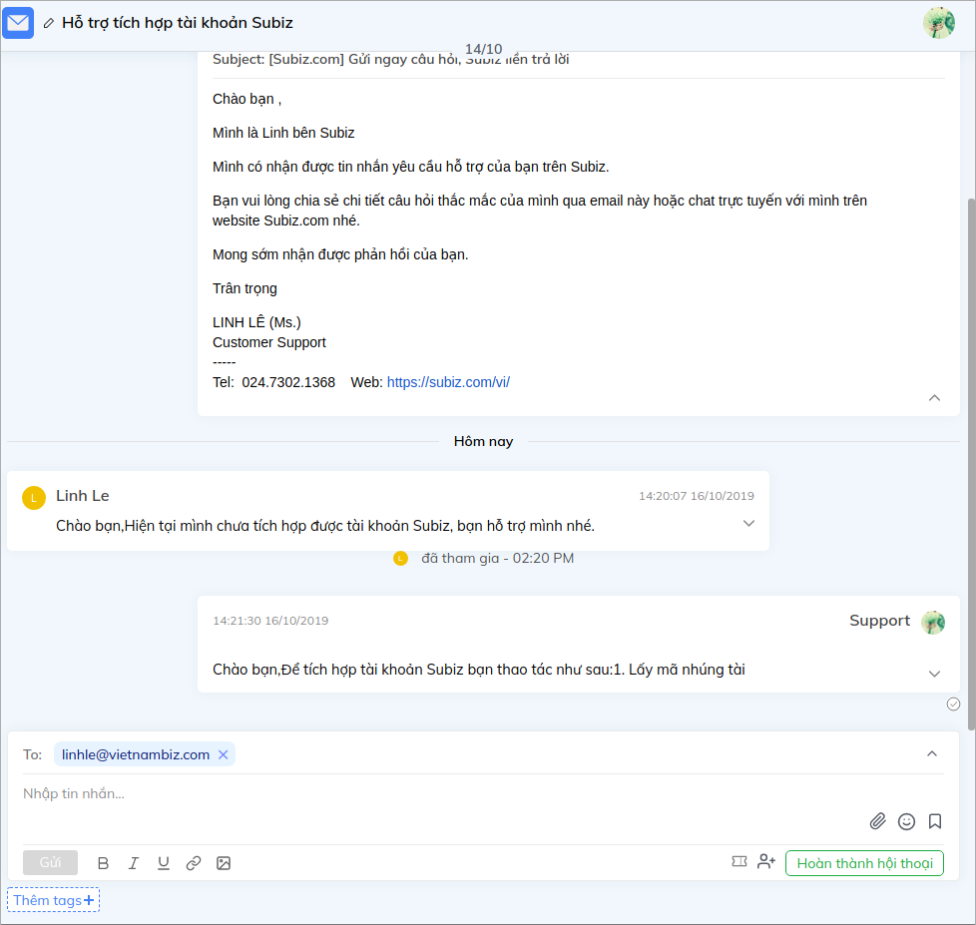 Hỗ trợ tích hợp tài khoản Subiz
14/10
Subject: [Subiz.com] Gửi ngay câu hỏi, Subiz liền trả lời
Chào bạn ,
Mình là Linh bên Subiz
Mình có nhận được tin nhắn yêu cầu hỗ trợ của bạn trên Subiz.
Bạn vui lòng chia sẻ chi tiết câu hỏi thắc mắc của mình qua email này hoặc chat trực tuyến với mình trên
website Subiz.com nhé.
Mong sớm nhận được phản hồi của bạn.
Trân trọng
LINH LÊ (Ms.)
Customer Support
-----
Tel: 024.7302.1368 Web: https://subiz.com/vi/
Hôm nay
L Linh Le 14:20:07 16/10/2019
Chào bạn,Hiện tại mình chưa tích hợp được tài khoản Subiz, bạn hỗ trợ mình nhé.
L đã tham gia - 02:20 PM
14:21:30 16/10/2019 Support
Chào bạn,Để tích hợp tài khoản Subiz bạn thao tác như sau:1. Lấy mã nhúng tài
To: linhle@vietnambiz.com
Nhập tin nhắn...
Gửi B I U Hoàn thành hội thoại
Thêm tags+